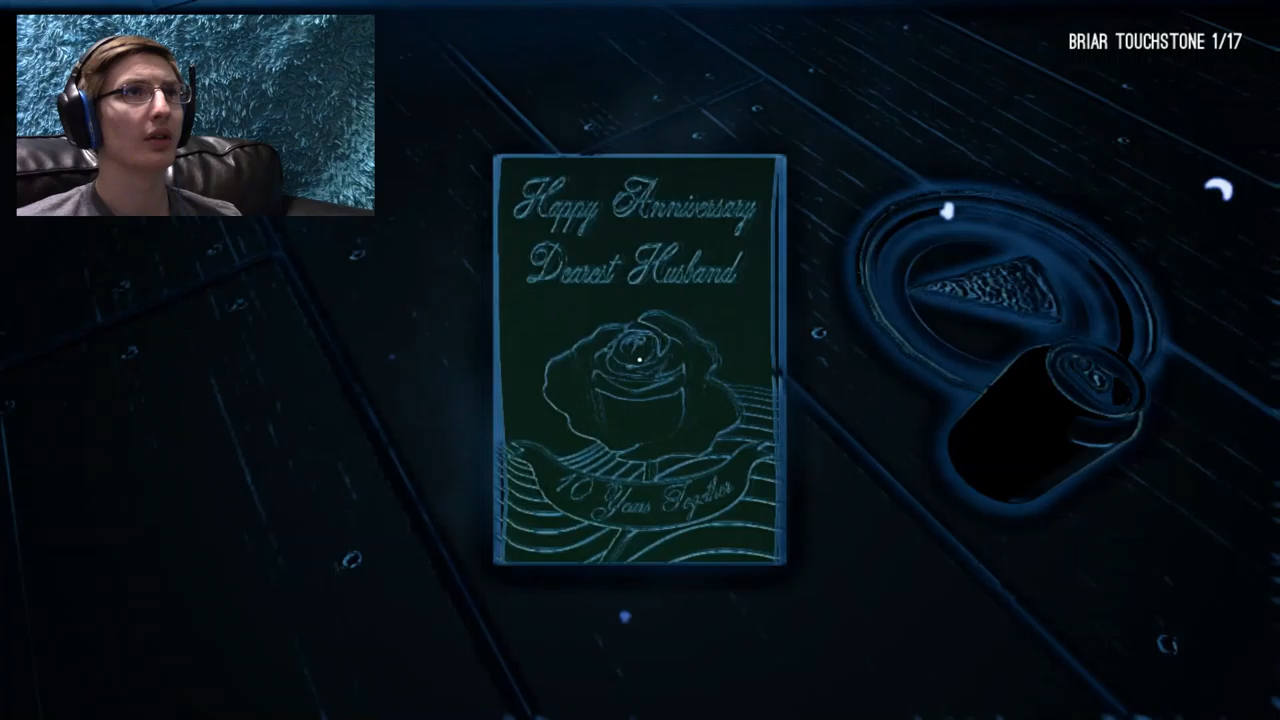 BRIAR TOUCHSTONE 1/17
Happy Anniversary
Dearest Husband
10 Years Together